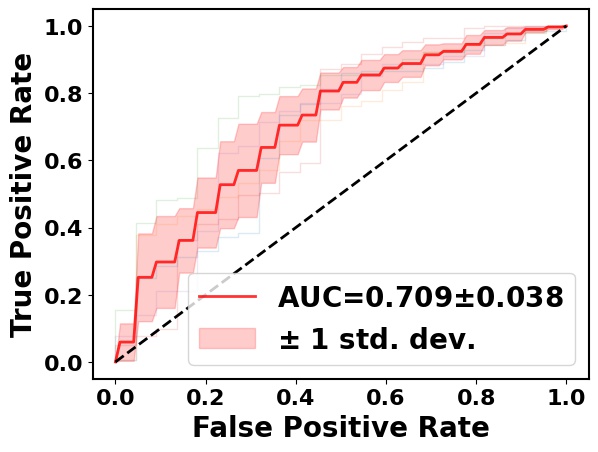 1.0
0.8
0.6
0.4
0.2
0.0
True Positive Rate
AUC=0.709±0.038
± 1 std. dev.
0.0 0.2 0.4 0.6 0.8 1.0
False Positive Rate